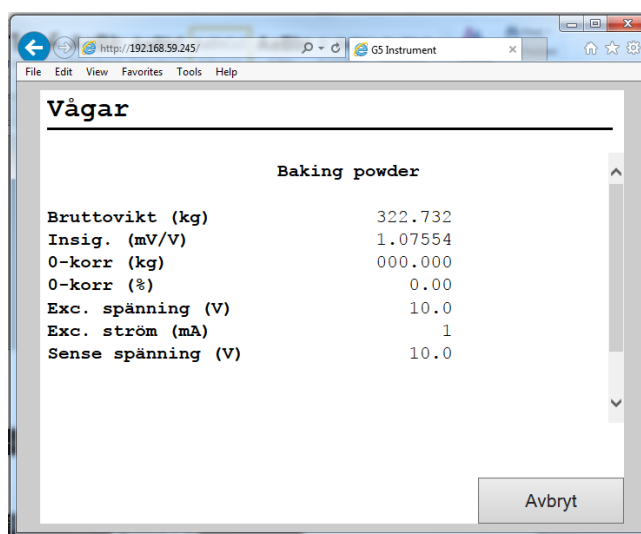 http://192.168.59.245/
G5 Instrument
File Edit View Favorites Tools Help
Vågar
Baking powder
Bruttovikt (kg) 322.732
Insig. (mV/V) 1.07554
0-korr (kg) 000.000
0-korr (%) 0.00
Exc. spänning (V) 10.0
Exc. ström (mA) 1
Sense spänning (V) 10.0
Avbryt